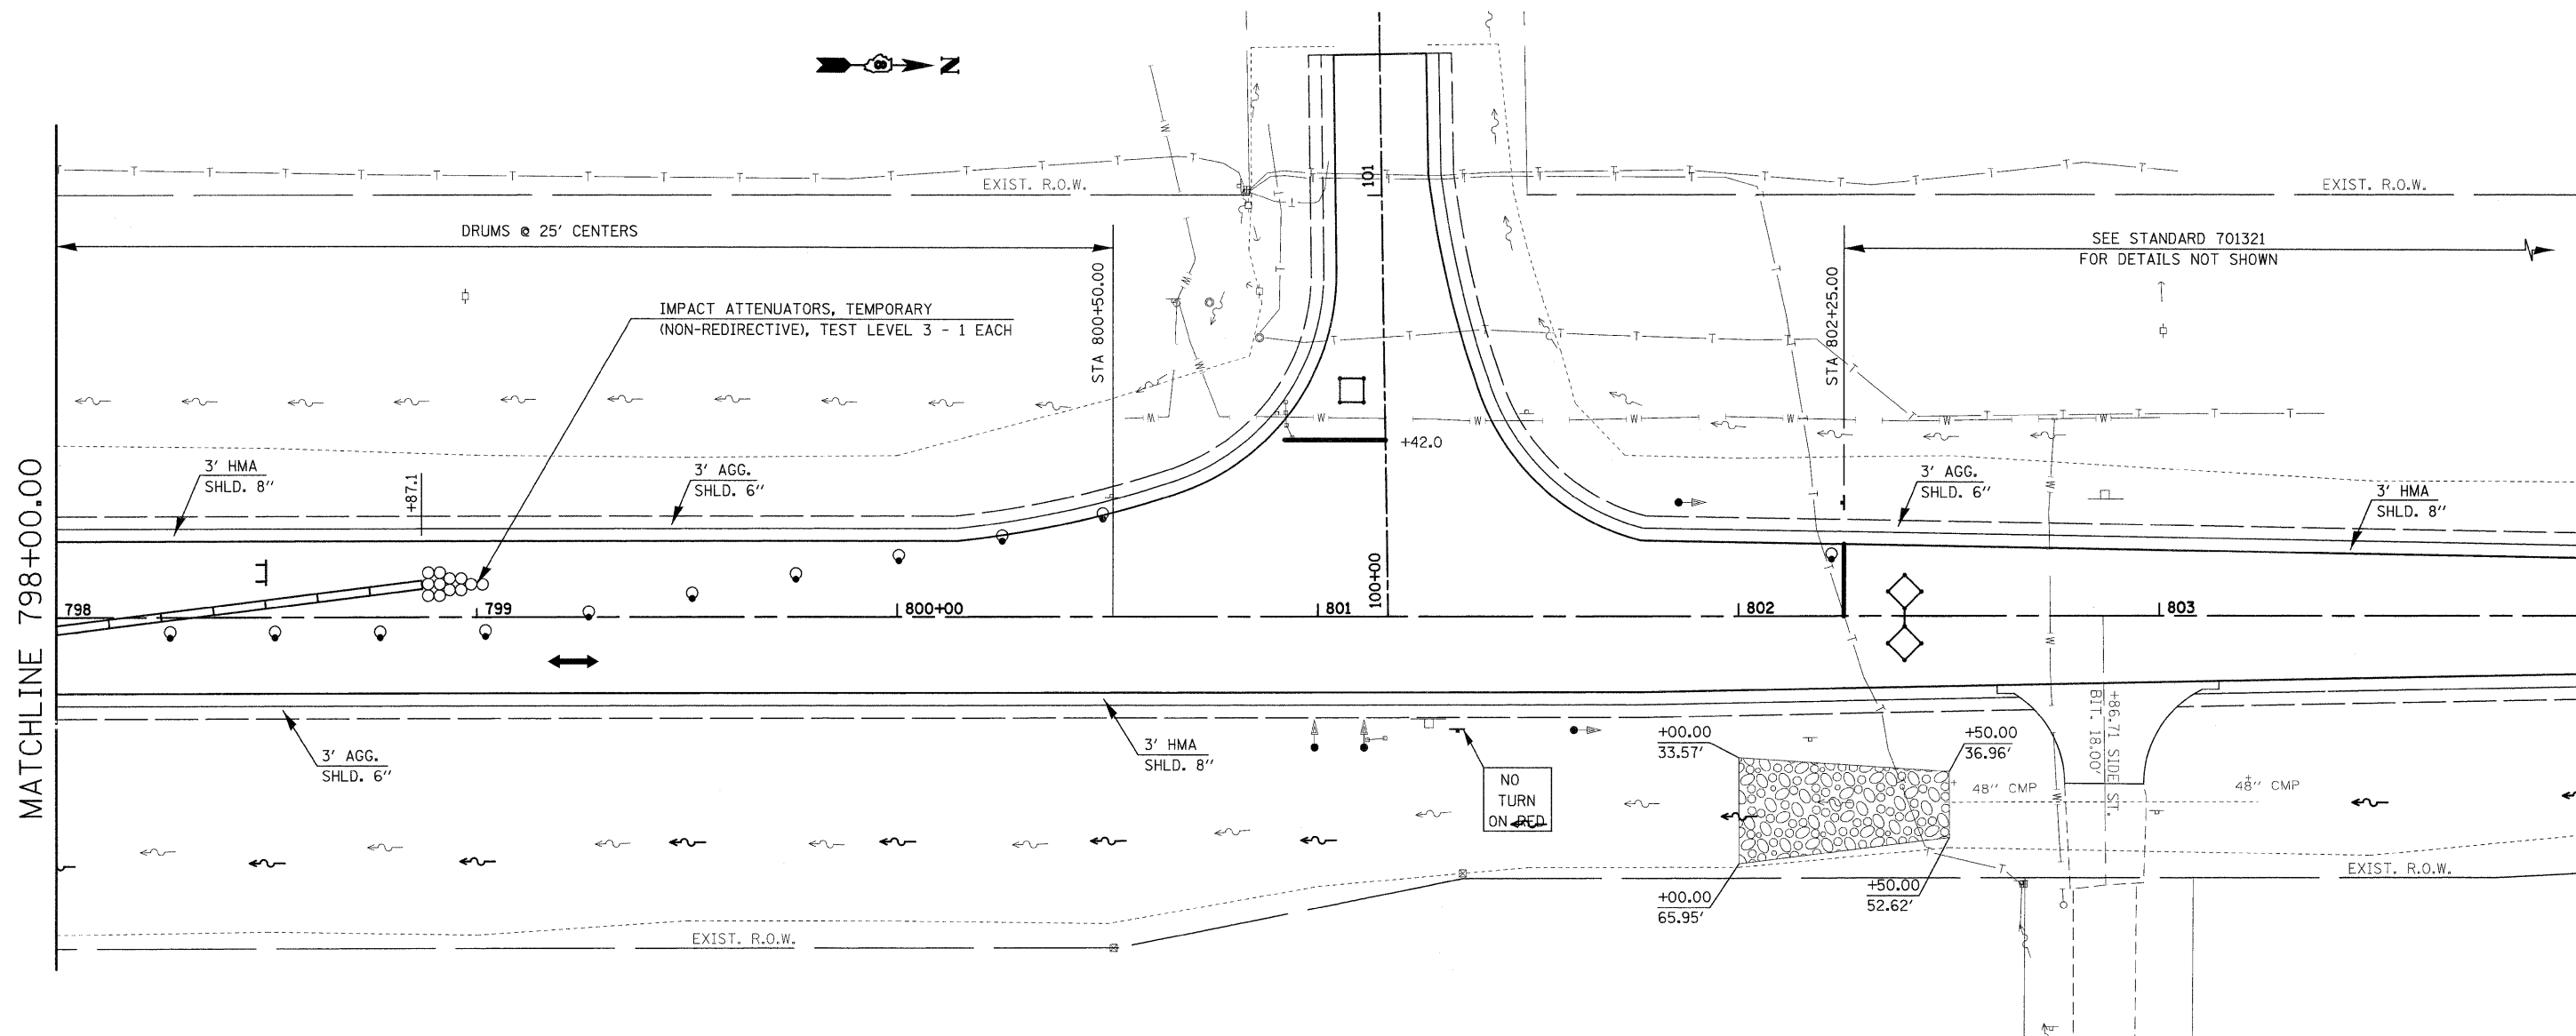 N
EXIST. R.O.W.
101
EXIST. R.O.W.
DRUMS @ 25' CENTERS
SEE STANDARD 701321
FOR DETAILS NOT SHOWN
STA 800+50.00
STA 802+25.00
IMPACT ATTENUATORS, TEMPORARY
(NON-REDIRECTIVE), TEST LEVEL 3 - 1 EACH
+42.0
3' HMA
SHLD. 8"
+87.1
3' AGG.
SHLD. 6"
3' AGG.
SHLD. 6"
3' HMA
SHLD. 8"
MATCHLINE 798+00.00
798
799
800+00
801
100+00
802
803
3' AGG.
SHLD. 6"
3' HMA
SHLD. 8"
NO
TURN
ON RED
+00.00
33.57'
+50.00
36.96'
48" CMP
+86.71 SIDE ST.
BIT. 18.00'
48" CMP
+00.00
65.95'
+50.00
52.62'
EXIST. R.O.W.
EXIST. R.O.W.